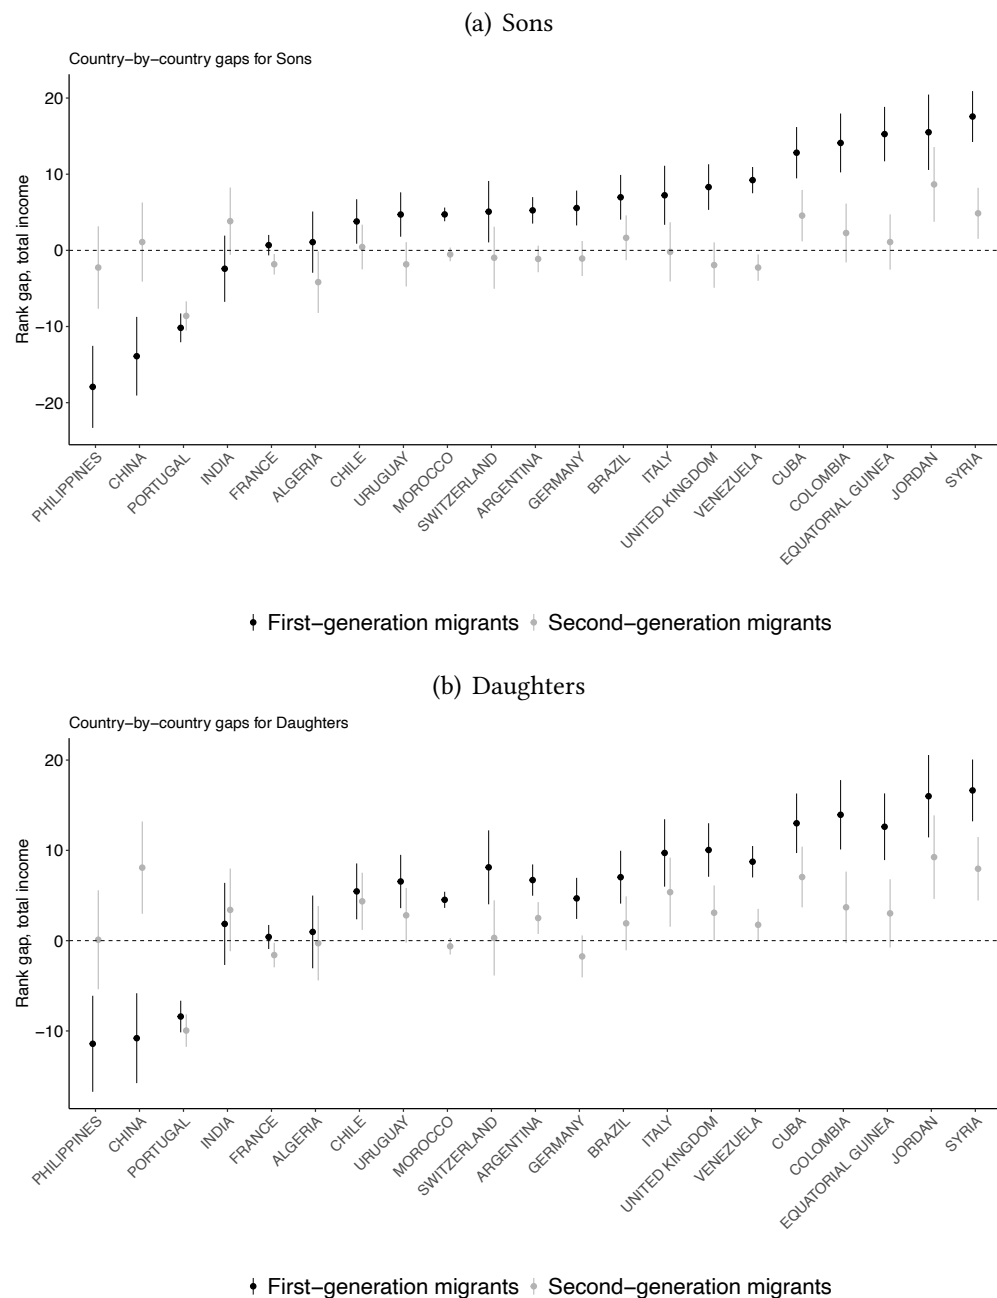 (a) Sons
Country−by−country gaps for Sons
Rank gap, total income
20
10
0
−10
−20
PHILIPPINES
CHINA
PORTUGAL
INDIA
FRANCE
ALGERIA
CHILE
URUGUAY
MOROCCO
SWITZERLAND
ARGENTINA
GERMANY
BRAZIL
ITALY
UNITED KINGDOM
VENEZUELA
CUBA
COLOMBIA
EQUATORIAL GUINEA
JORDAN
SYRIA
First−generation migrants Second−generation migrants
(b) Daughters
Country−by−country gaps for Daughters
Rank gap, total income
20
10
0
−10
PHILIPPINES
CHINA
PORTUGAL
INDIA
FRANCE
ALGERIA
CHILE
URUGUAY
MOROCCO
SWITZERLAND
ARGENTINA
GERMANY
BRAZIL
ITALY
UNITED KINGDOM
VENEZUELA
CUBA
COLOMBIA
EQUATORIAL GUINEA
JORDAN
SYRIA
First−generation migrants Second−generation migrants